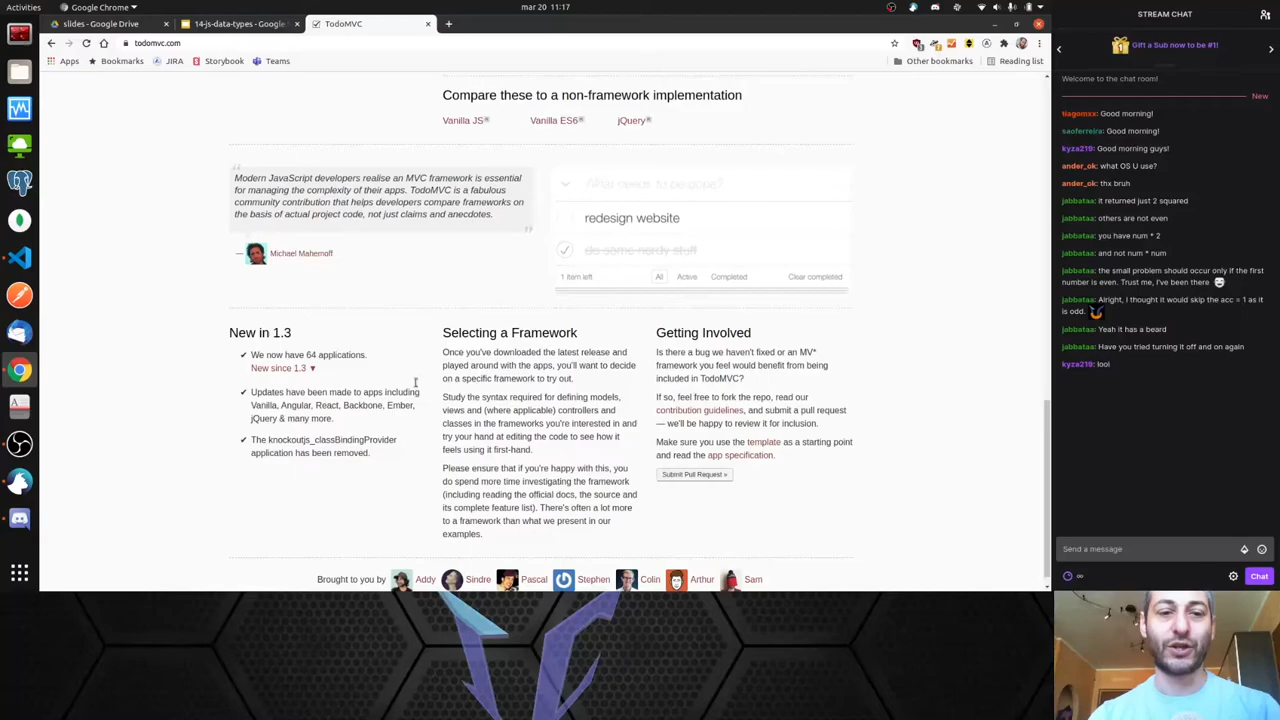 Activities
Google Chrome
mar 20 11:17
slides - Google Drive
14-js-data-types - Google
TodoMVC
todomvc.com
Apps
Bookmarks
JIRA
Storybook
Teams
Other bookmarks
Reading list
Compare these to a non-framework implementation
Vanilla JS
Vanilla ES6
jQuery
Modern JavaScript developers realise an MVC framework is essential
for managing the complexity of their apps. TodoMVC is a fabulous
community contribution that helps developers compare frameworks
on the basis of actual project code, not just claims and anecdotes.
— Michael Mahemoff
What needs to be done?
redesign website
do some nerdy stuff
1 item left
All
Active
Completed
Clear completed
New in 1.3
✔ We now have 64 applications.
New since 1.3 ▼
✔ Updates have been made to apps including
Vanilla, Angular, React, Backbone, Ember,
jQuery & many more.
✔ The knockoutjs_classBindingProvider
application has been removed.
Selecting a Framework
Once you've downloaded the latest release and
played around with the apps, you'll want to decide
on a specific framework to try out.
Study the syntax required for defining models,
views and (where applicable) controllers and
classes in the frameworks you're interested in and
try your hand at editing the code to see how it
feels using it first-hand.
Please ensure that if you're happy with this, you
do spend more time investigating the framework
(including reading the official docs, the source and
its complete feature list). There's often a lot more
to a framework than what we present in our
examples.
Getting Involved
Is there a bug we haven't fixed or an MV*
framework you feel would benefit from being
included in TodoMVC?
If so, feel free to fork the repo, read our
contribution guidelines, and submit a pull request
— we'll be happy to review it for inclusion.
Make sure you use the template as a starting point
and read the app specification.
Submit Pull Request »
Brought to you by
Addy
Sindre
Pascal
Stephen
Colin
Arthur
Sam
STREAM CHAT
Gift a Sub now to be #1!
Welcome to the chat room!
New
tiagomxx: Good morning!
saoferreira: Good morning!
kyza219: Good morning guys!
ander_ok: what OS U use?
ander_ok: thx bruh
jabbataa: it returned just 2 squared
jabbataa: others are not even
jabbataa: you have num * 2
jabbataa: and not num * num
jabbataa: the small problem should occur only if the first
number is even. Trust me, I've been there
jabbataa: Alright, I thought it would skip the acc = 1 as it
is odd.
jabbataa: Yeah it has a beard
jabbataa: Have you tried turning it off and on again
kyza219: lool
Send a message
Chat